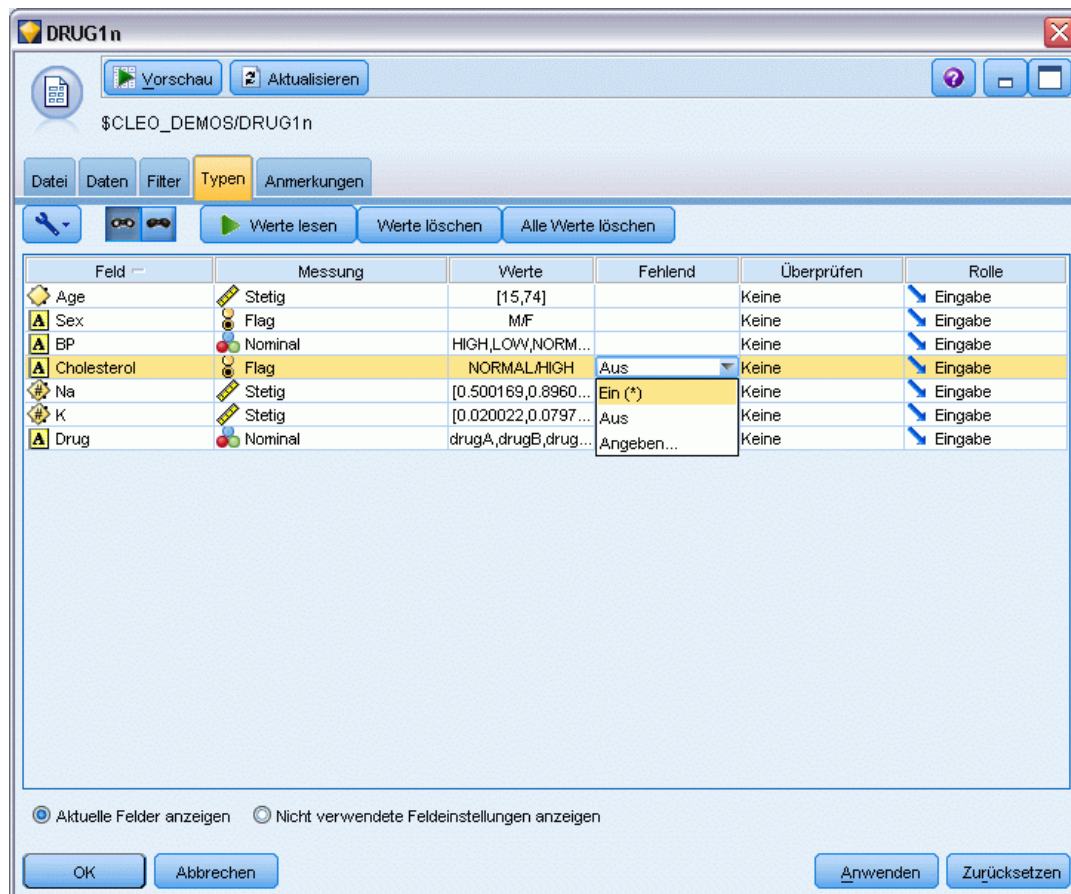 DRUG1n
Vorschau Aktualisieren
$CLEO_DEMOS/DRUG1n
Datei Daten Filter Typen Anmerkungen
Werte lesen Werte löschen Alle Werte löschen
Feld Messung Werte Fehlend Überprüfen Rolle
Age Stetig [15,74] Keine Eingabe
A Sex Flag M/F Keine Eingabe
A BP Nominal HIGH,LOW,NORM... Keine Eingabe
A Cholesterol Flag NORMAL/HIGH Aus Keine Eingabe
# Na Stetig [0.500169,0.8960... Ein (*) Keine Eingabe
# K Stetig [0.020022,0.0797... Aus Keine Eingabe
A Drug Nominal drugA,drugB,drug... Angeben... Keine Eingabe
Aktuelle Felder anzeigen Nicht verwendete Feldeinstellungen anzeigen
OK Abbrechen Anwenden Zurücksetzen